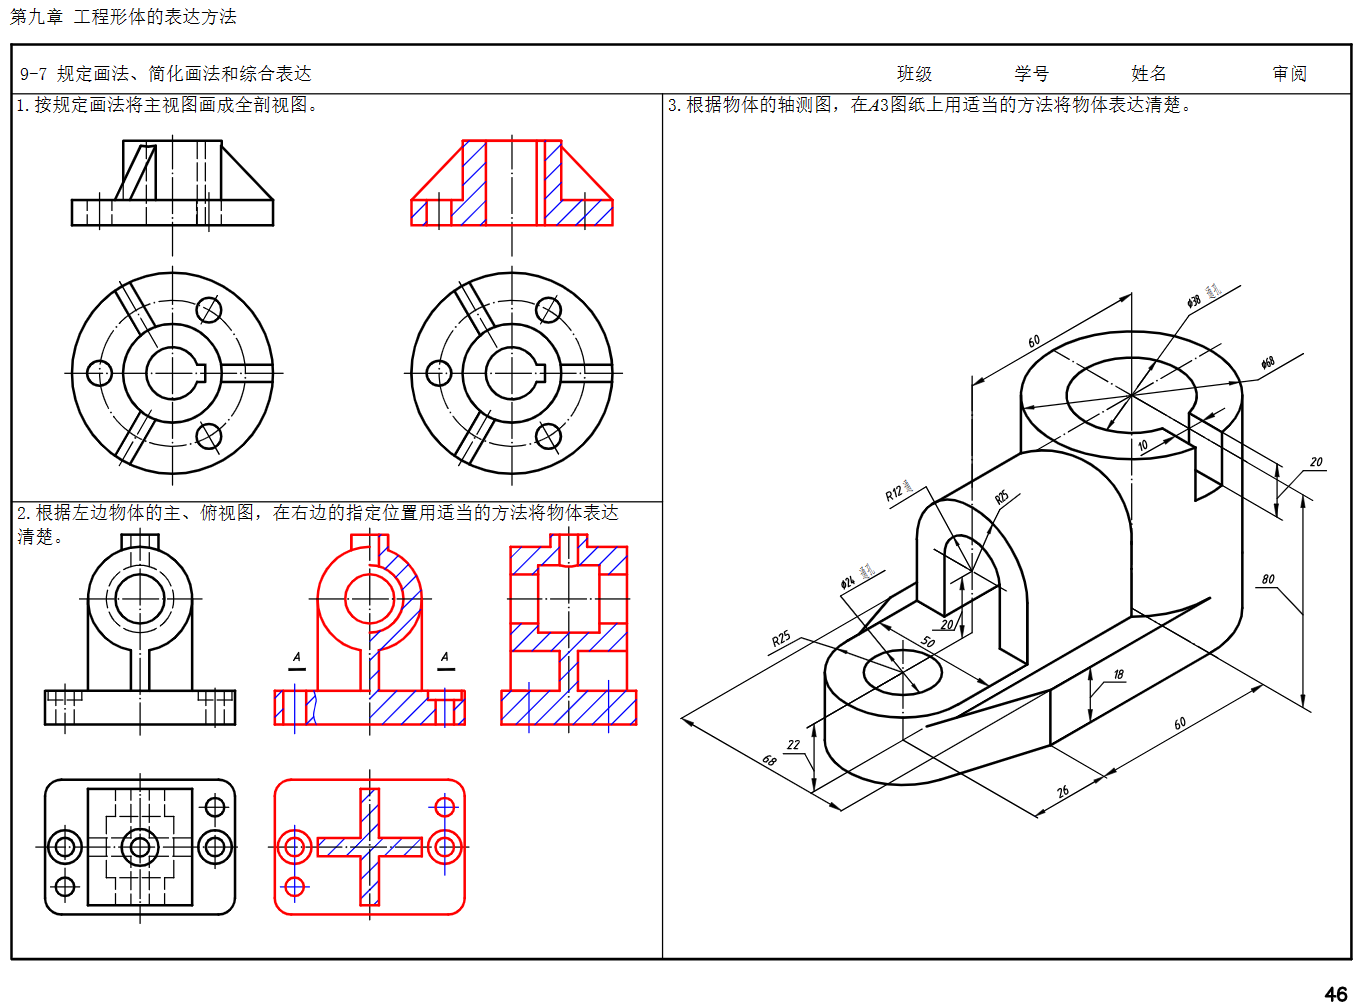 第九章 工程形体的表达方法
9-7 规定画法、简化画法和综合表达 班级 学号 姓名 审阅
1.按规定画法将主视图画成全剖视图。
3.根据物体的轴测图，在A3图纸上用适当的方法将物体表达清楚。
ϕ38
60
ϕ68
10
20
R12
R25
ϕ24
80
20
50
R25
18
22
68
60
26
2.根据左边物体的主、俯视图，在右边的指定位置用适当的方法将物体表达
清楚。
A A
46